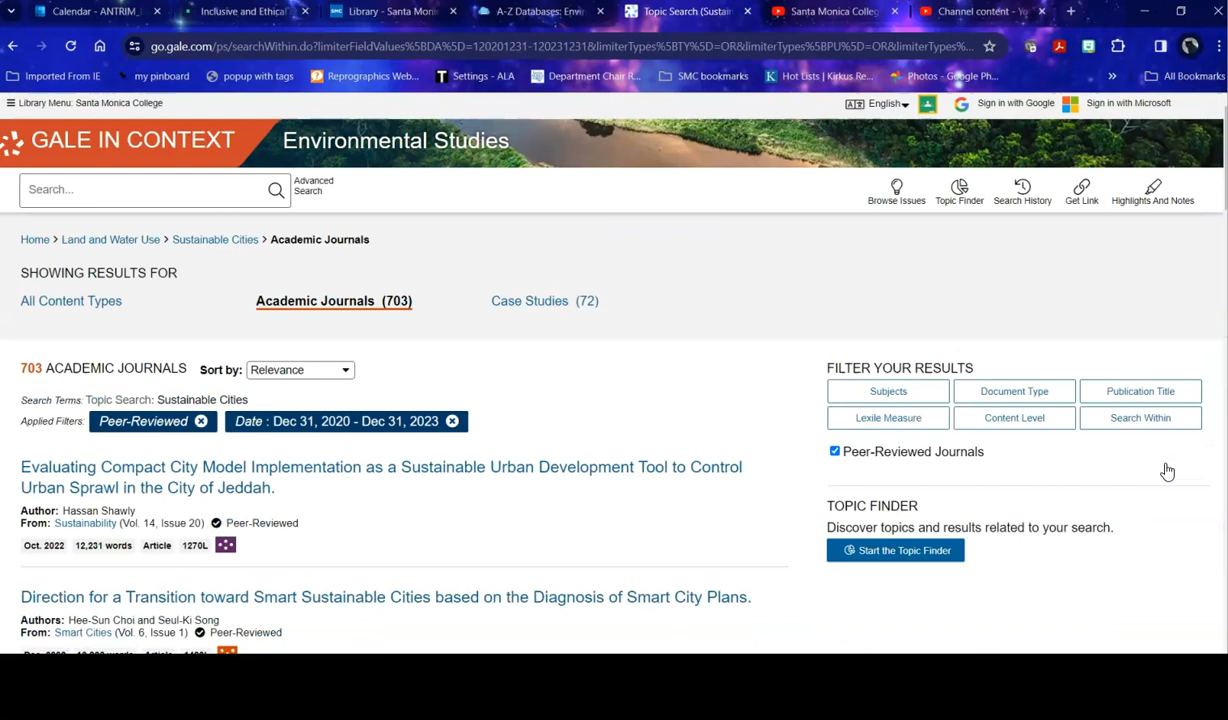 Calendar - ANTRIM_
Inclusive and Ethical
SMC Library - Santa Moni
A-Z Databases: Envi
Topic Search (Sustain
Santa Monica Colleg
Channel content - Yo
go.gale.com/ps/searchWithin.do?limiterFieldValues%5BDA%5D=120201231-120231231&limiterTypes%5BTY%5D=OR&limiterTypes%5BPU%5D=OR&limiterTypes%...
Imported From IE my pinboard popup with tags Reprographics Web... Settings - ALA Department Chair R... SMC bookmarks Hot Lists | Kirkus Re... Photos - Google Ph... » All Bookmarks
Library Menu: Santa Monica College
English
Sign in with Google
Sign in with Microsoft
GALE IN CONTEXT Environmental Studies
Search...
Advanced
Search
Browse Issues Topic Finder Search History Get Link Highlights And Notes
Home > Land and Water Use > Sustainable Cities > Academic Journals
SHOWING RESULTS FOR
All Content Types Academic Journals (703) Case Studies (72)
703 ACADEMIC JOURNALS Sort by: Relevance
Search Terms: Topic Search: Sustainable Cities
Applied Filters: Peer-Reviewed Date : Dec 31, 2020 - Dec 31, 2023
Evaluating Compact City Model Implementation as a Sustainable Urban Development Tool to Control
Urban Sprawl in the City of Jeddah.
Author: Hassan Shawly
From: Sustainability (Vol. 14, Issue 20) Peer-Reviewed
Oct. 2022 12,231 words Article 1270L
Direction for a Transition toward Smart Sustainable Cities based on the Diagnosis of Smart City Plans.
Authors: Hee-Sun Choi and Seul-Ki Song
From: Smart Cities (Vol. 6, Issue 1) Peer-Reviewed
FILTER YOUR RESULTS
Subjects Document Type Publication Title
Lexile Measure Content Level Search Within
Peer-Reviewed Journals
TOPIC FINDER
Discover topics and results related to your search.
Start the Topic Finder